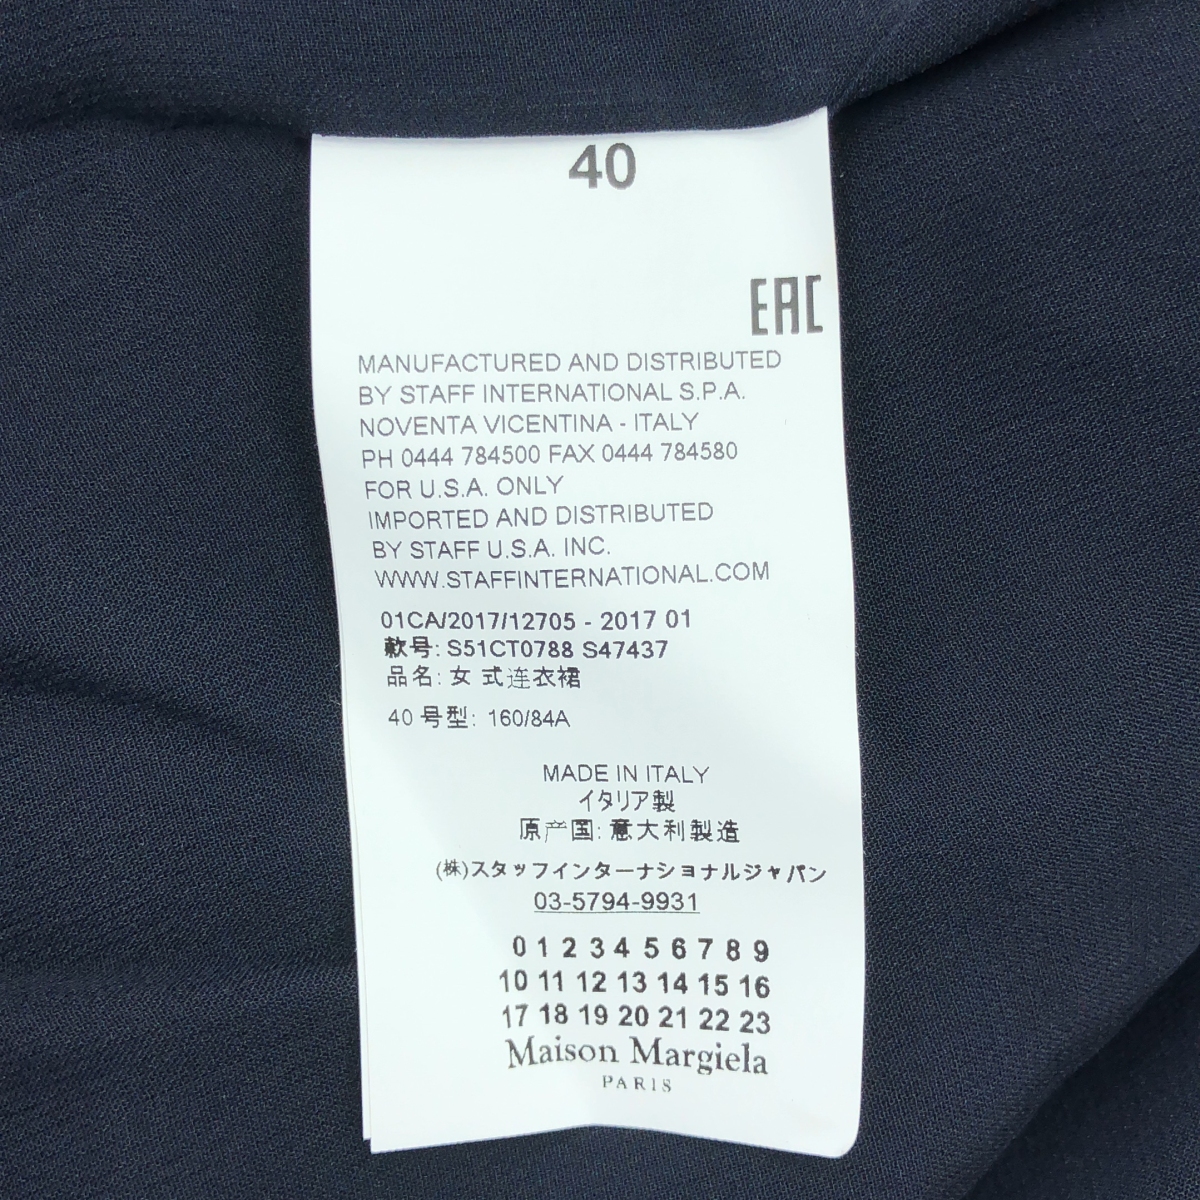 40
EAC
MANUFACTURED AND DISTRIBUTED
BY STAFF INTERNATIONAL S.P.A.
NOVENTA VICENTINA - ITALY
PH 0444 784500 FAX 0444 784580
FOR U.S.A. ONLY
IMPORTED AND DISTRIBUTED
BY STAFF U.S.A. INC.
WWW.STAFFINTERNATIONAL.COM
01CA/2017/12705 - 2017 01
款号: S51CT0788 S47437
品名: 女 式连衣裙
40 号型: 160/84A
MADE IN ITALY
イタリア製
原产国: 意大利製造
(株)スタッフインターナショナルジャパン
03-5794-9931
0 1 2 3 4 5 6 7 8 9
10 11 12 13 14 15 16
17 18 19 20 21 22 23
Maison Margiela
PARIS